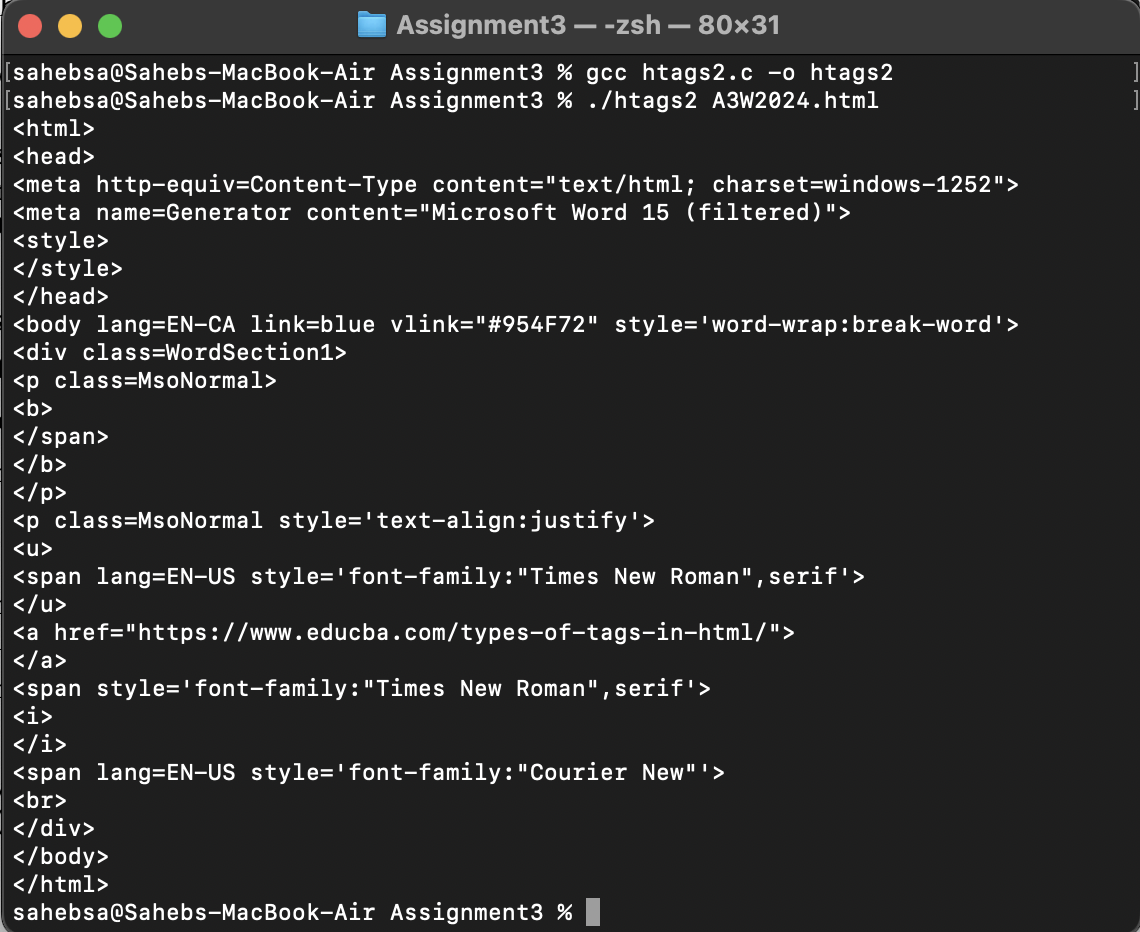 Assignment3 — -zsh — 80×31
[sahebsa@Sahebs-MacBook-Air Assignment3 % gcc htags2.c -o htags2 ]
[sahebsa@Sahebs-MacBook-Air Assignment3 % ./htags2 A3W2024.html ]
<html>
<head>
<meta http-equiv=Content-Type content="text/html; charset=windows-1252">
<meta name=Generator content="Microsoft Word 15 (filtered)">
<style>
</style>
</head>
<body lang=EN-CA link=blue vlink="#954F72" style='word-wrap:break-word'>
<div class=WordSection1>
<p class=MsoNormal>
<b>
</span>
</b>
</p>
<p class=MsoNormal style='text-align:justify'>
<u>
<span lang=EN-US style='font-family:"Times New Roman",serif'>
</u>
<a href="https://www.educba.com/types-of-tags-in-html/">
</a>
<span style='font-family:"Times New Roman",serif'>
<i>
</i>
<span lang=EN-US style='font-family:"Courier New"'>
<br>
</div>
</body>
</html>
sahebsa@Sahebs-MacBook-Air Assignment3 %